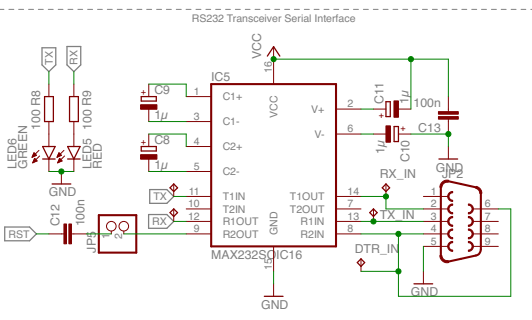 RS232 Transceiver Serial Interface
VCC
TX
RX
C9
IC5
16
C11
1µ
100n
1
C1+
VCC
V+
2
100 R8
100 R9
1µ
3
C1-
V-
6
C13
C8
4
C2+
1µ
C10
LED6
GREEN
LED5
RED
1µ
5
C2-
GND
JP2
GND
RX_IN
TX
11
T1IN
T1OUT
14
1
10
T2IN
T2OUT
7
2
6
C12
100n
RX
12
R1OUT
R1IN
13
TX_IN
3
7
RST
JP5
1
2
9
R2OUT
GND
R2IN
8
4
8
5
9
DTR_IN
MAX232SOIC16
15
GND
GND